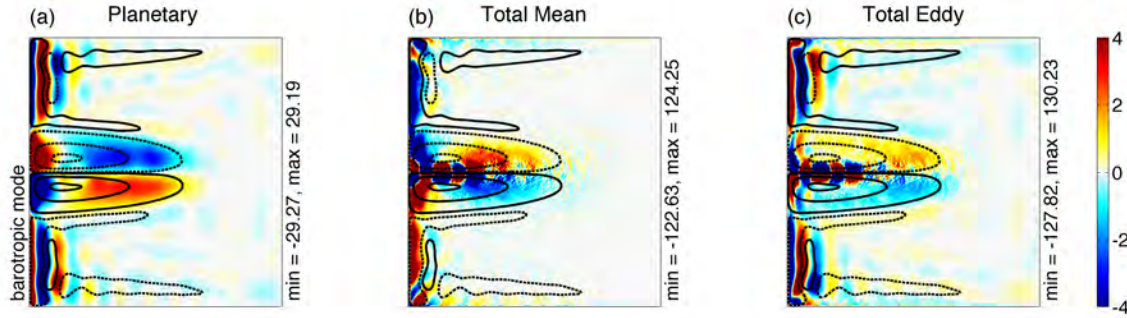 (a) Planetary
(b) Total Mean
(c) Total Eddy
barotropic mode
min = -29.27, max = 29.19
min = -122.63, max = 124.25
min = -127.82, max = 130.23
4
2
0
-2
-4